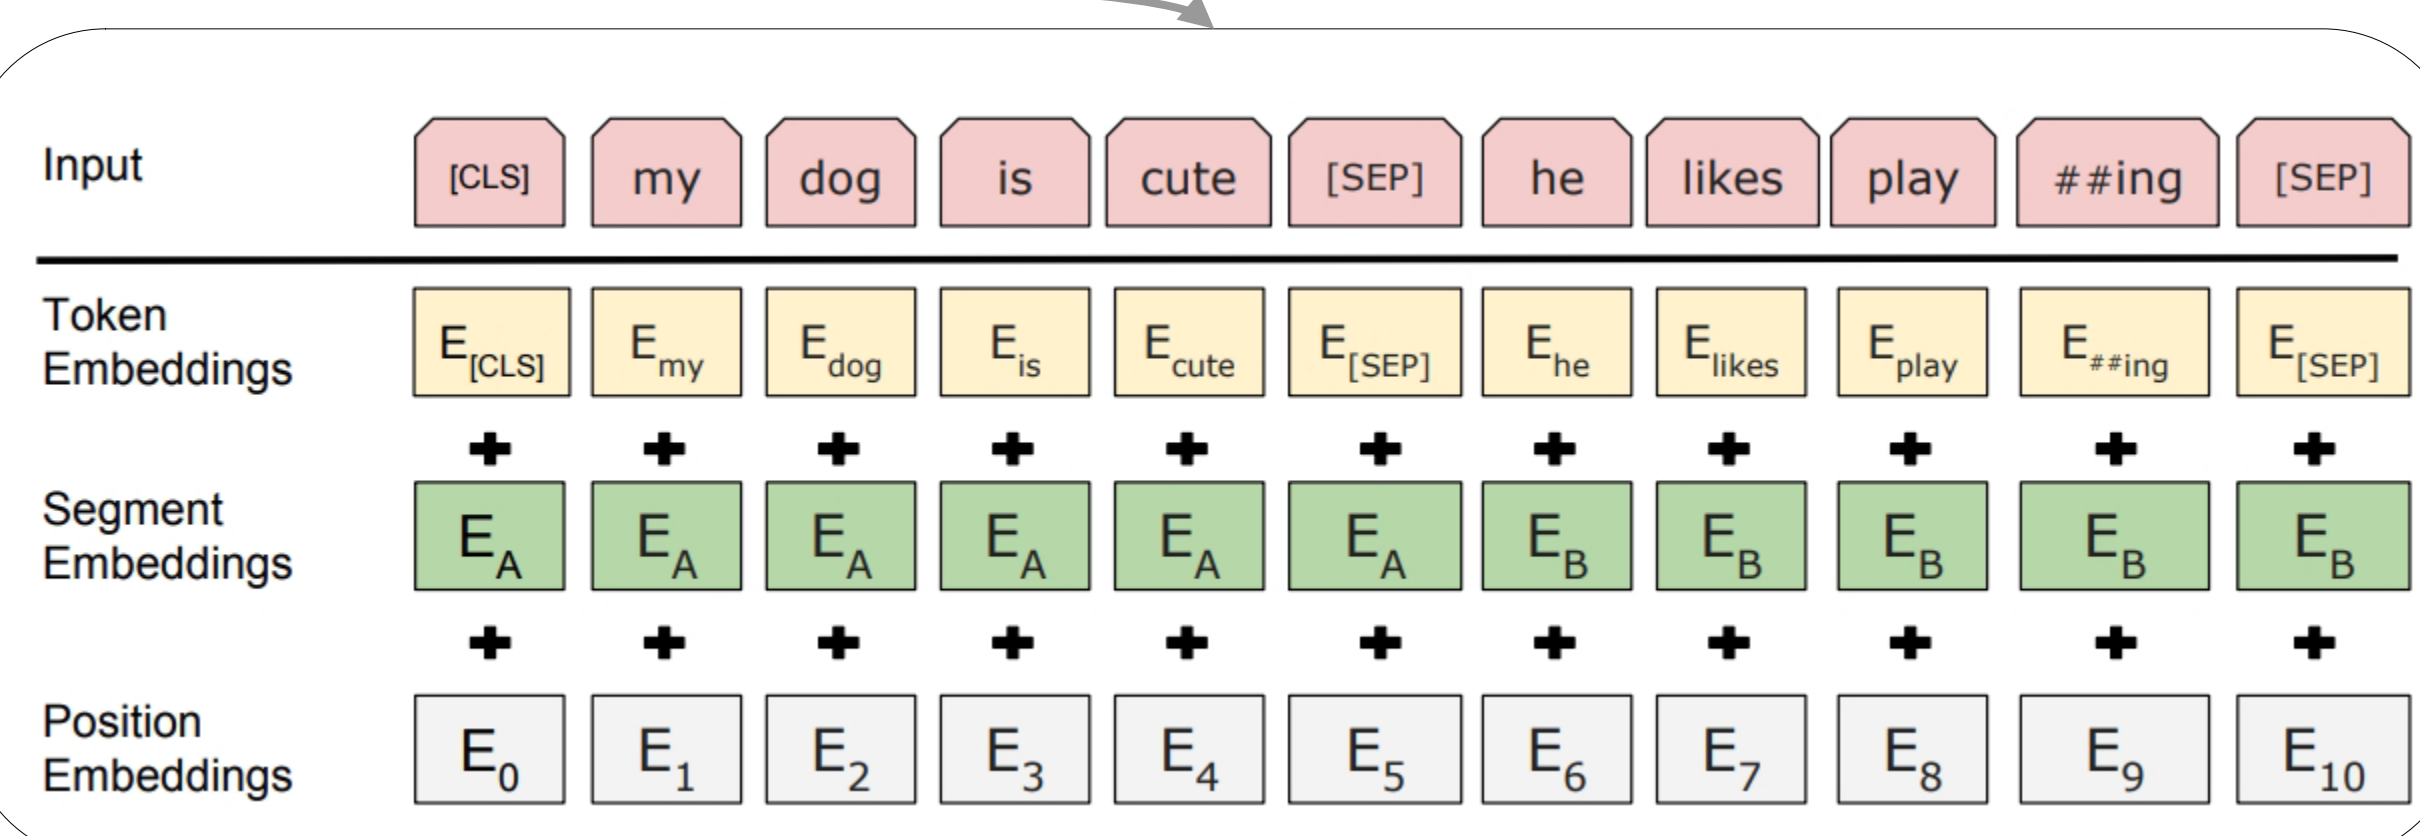 Input [CLS] my dog is cute [SEP] he likes play ##ing [SEP]
Token
Embeddings E[CLS] Emy Edog Eis Ecute E[SEP] Ehe Elikes Eplay E##ing E[SEP]
Segment
Embeddings EA EA EA EA EA EA EB EB EB EB EB
Position
Embeddings E0 E1 E2 E3 E4 E5 E6 E7 E8 E9 E10